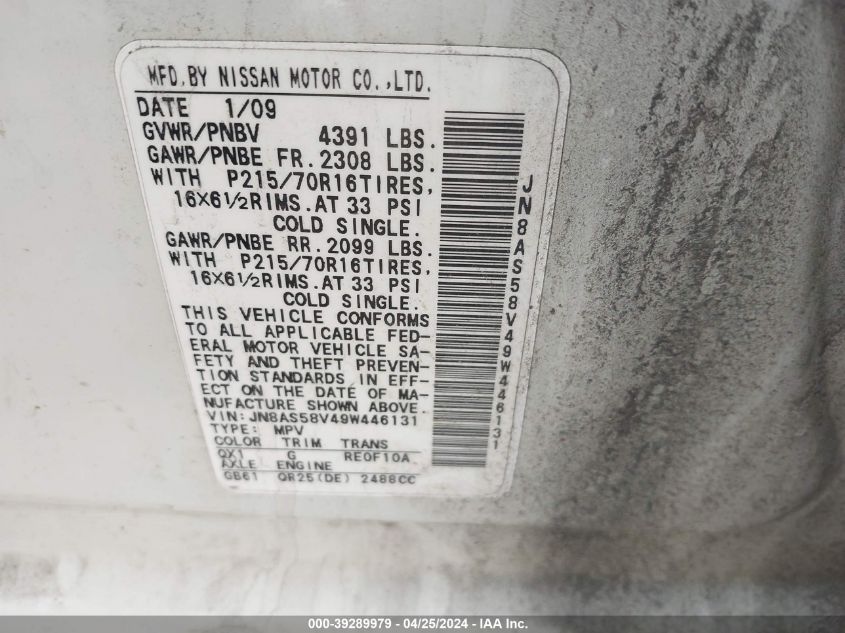 MFD.BY NISSAN MOTOR CO.,LTD.
DATE 1/09
GVWR/PNBV 4391 LBS.
GAWR/PNBE FR.2308 LBS.
WITH P215/70R16TIRES,
16X6½RIMS.AT 33 PSI
COLD SINGLE.
GAWR/PNBE RR.2099 LBS.
WITH P215/70R16TIRES,
16X6½RIMS.AT 33 PSI
COLD SINGLE.
THIS VEHICLE CONFORMS
TO ALL APPLICABLE FED-
ERAL MOTOR VEHICLE SA-
FETY AND THEFT PREVEN-
TION STANDARDS IN EFF-
ECT ON THE DATE OF MA-
NUFACTURE SHOWN ABOVE.
VIN: JN8AS58V49W446131
TYPE: MPV
COLOR TRIM TRANS
QX1 G RE0F10A
AXLE ENGINE
GB61 QR25(DE) 2488CC
JN8AS58V49W446131
000-39289979 - 04/25/2024 - IAA Inc.